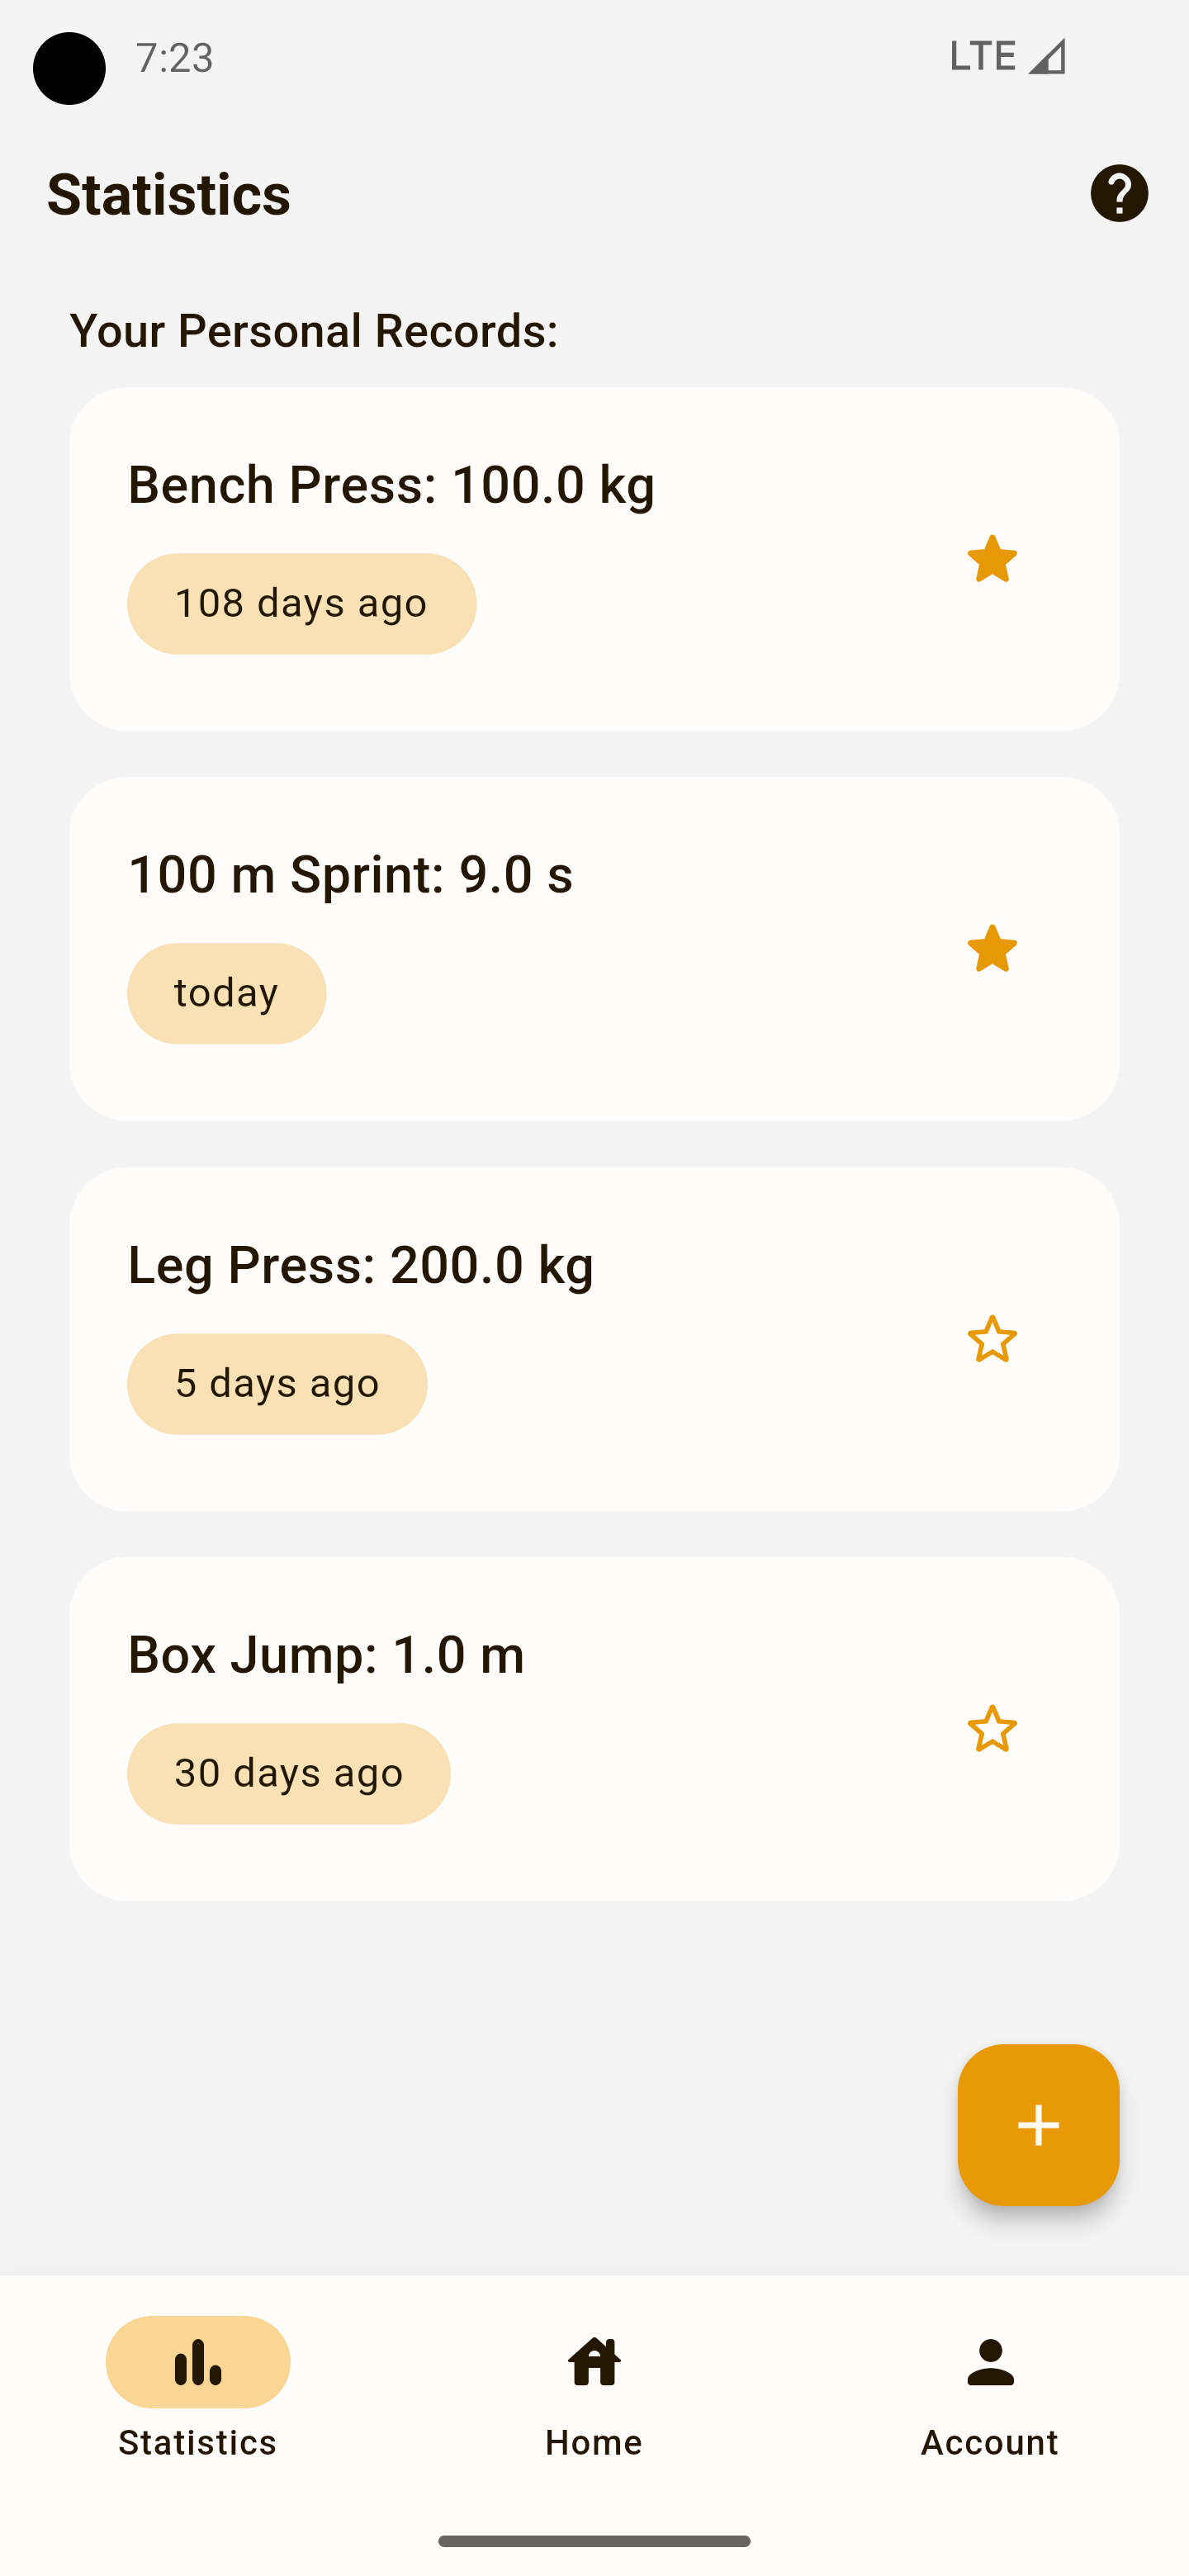 7:23
LTE
Statistics
Your Personal Records:
Bench Press: 100.0 kg
108 days ago
100 m Sprint: 9.0 s
today
Leg Press: 200.0 kg
5 days ago
Box Jump: 1.0 m
30 days ago
Statistics
Home
Account